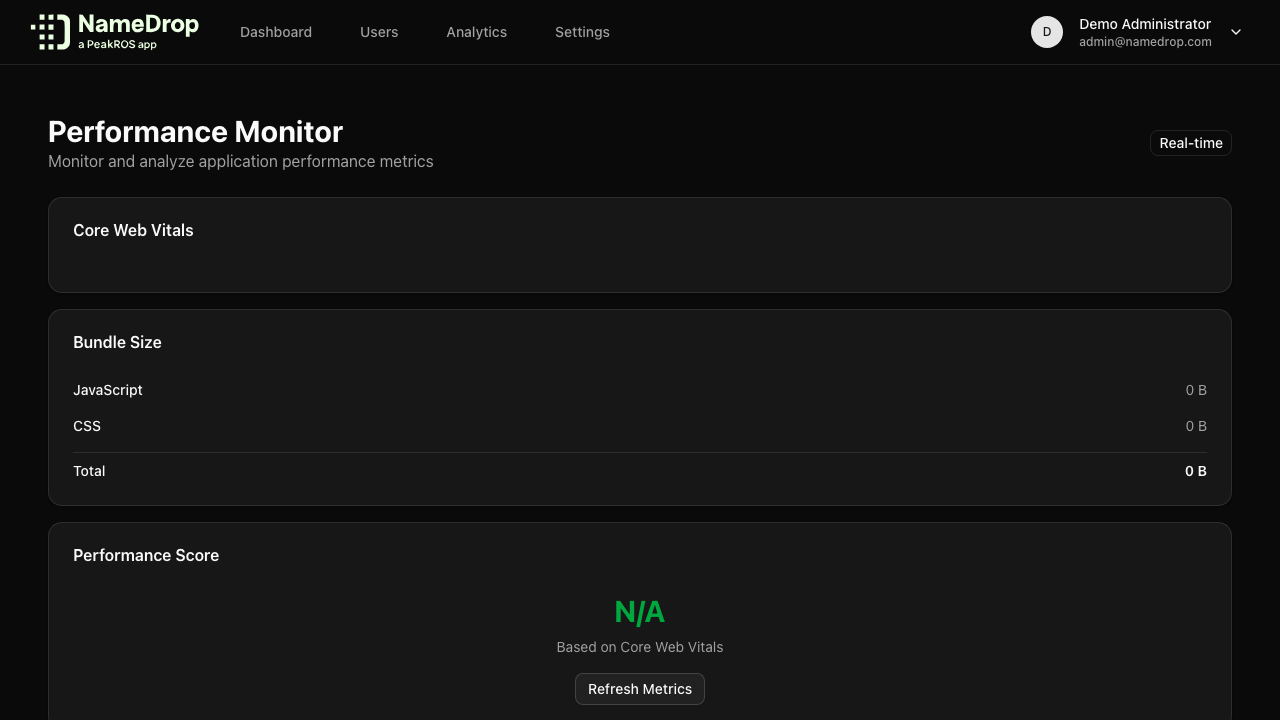 NameDrop
a PeakROS app
Dashboard
Users
Analytics
Settings
D
Demo Administrator
admin@namedrop.com
Performance Monitor
Monitor and analyze application performance metrics
Real-time
Core Web Vitals
Bundle Size
JavaScript 0 B
CSS 0 B
Total 0 B
Performance Score
N/A
Based on Core Web Vitals
Refresh Metrics